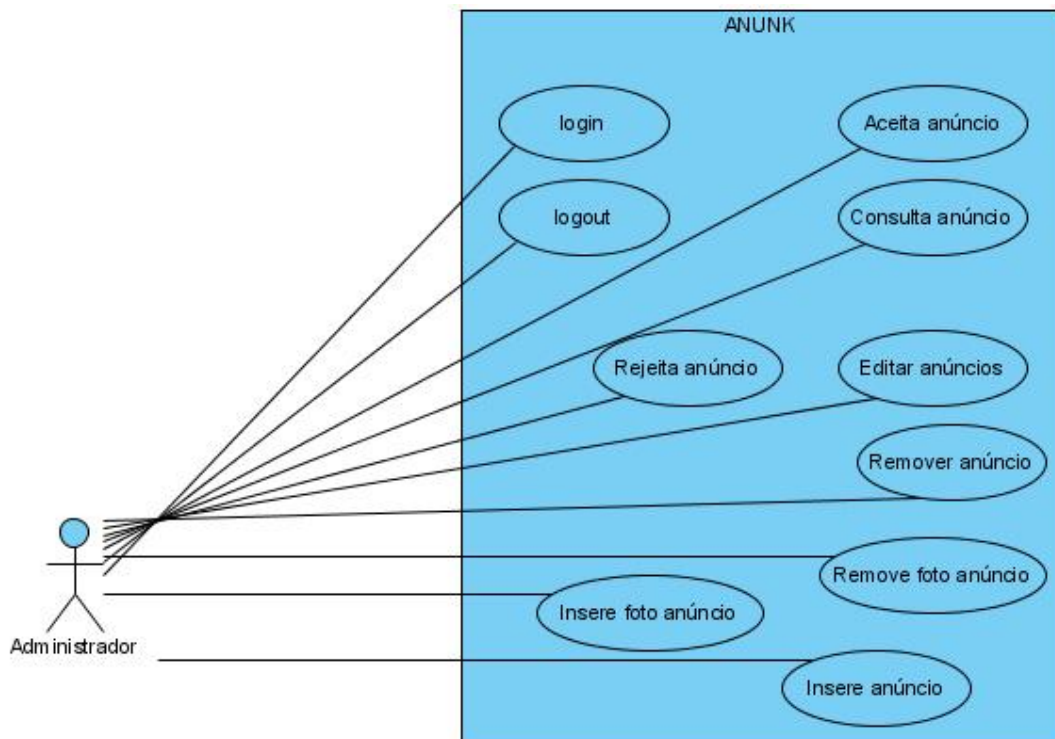 ANUNK
login
Aceita anúncio
logout
Consulta anúncio
Rejeita anúncio
Editar anúncios
Remover anúncio
Remove foto anúncio
Insere foto anúncio
Administrador
Insere anúncio